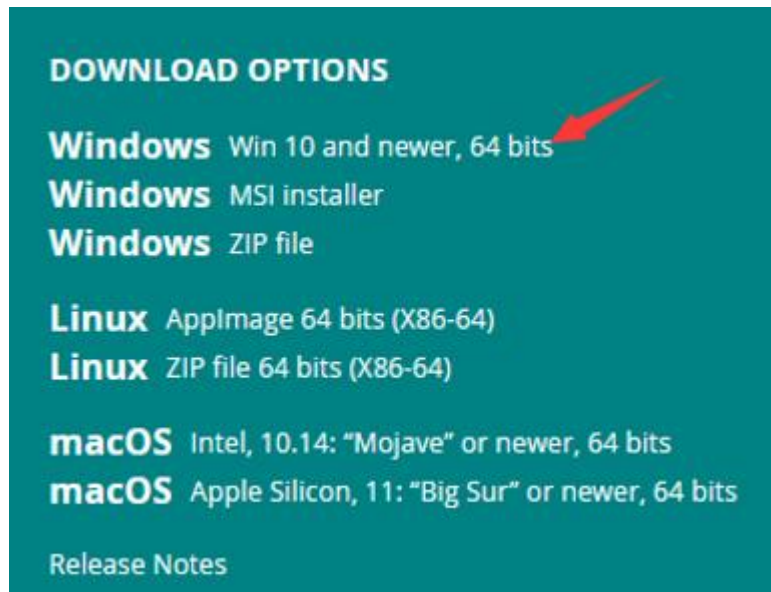 DOWNLOAD OPTIONS
Windows Win 10 and newer, 64 bits
Windows MSI installer
Windows ZIP file
Linux AppImage 64 bits (X86-64)
Linux ZIP file 64 bits (X86-64)
macOS Intel, 10.14: “Mojave” or newer, 64 bits
macOS Apple Silicon, 11: “Big Sur” or newer, 64 bits
Release Notes